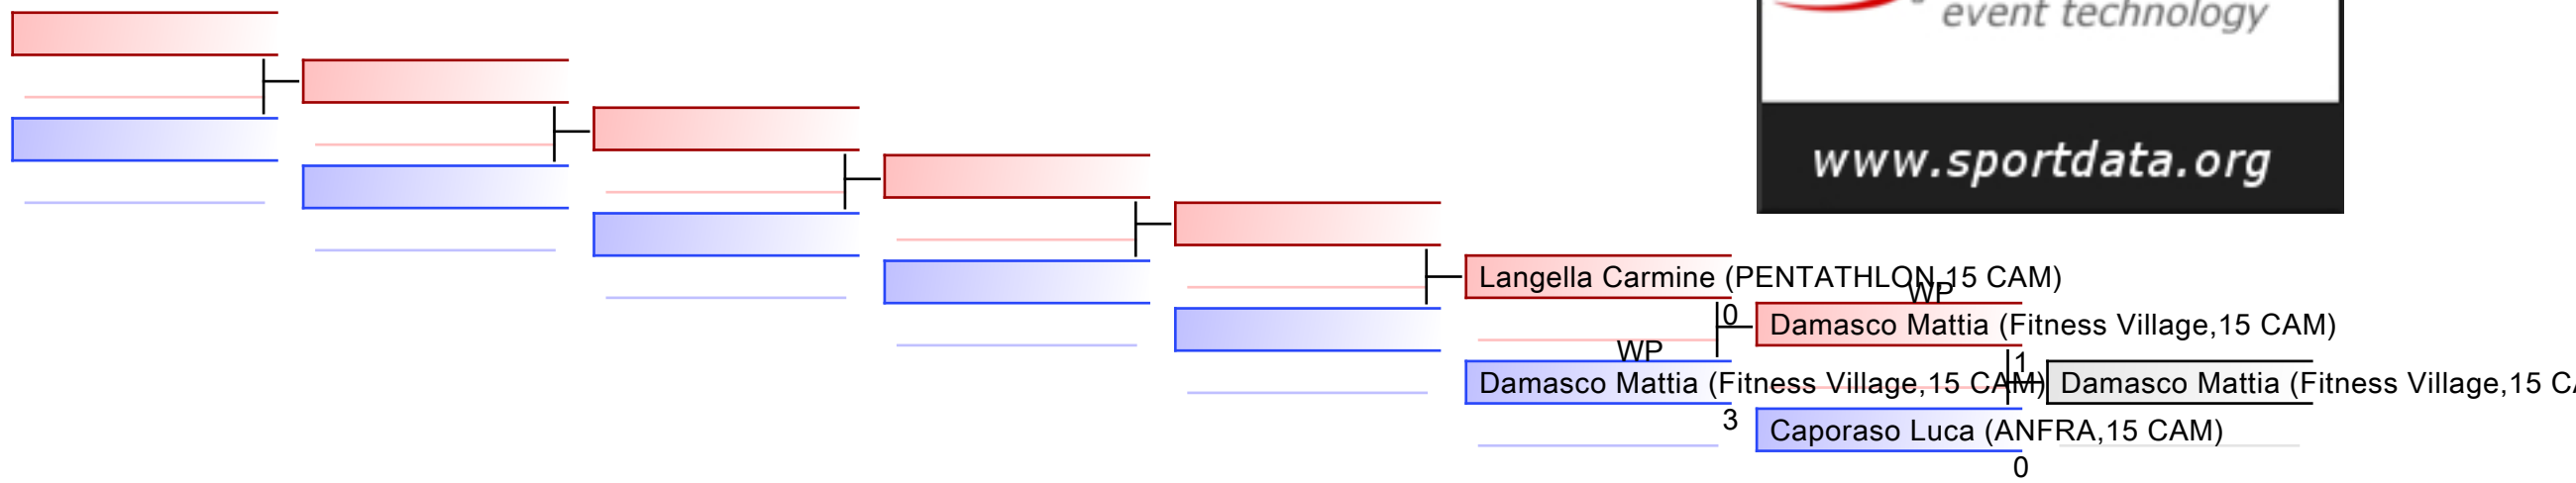 event technology
www.sportdata.org
Langella Carmine (PENTATHLON,15 CAM)
WP
0
Damasco Mattia (Fitness Village,15 CAM)
WP
1
Damasco Mattia (Fitness Village,15 CAM)
Damasco Mattia (Fitness Village,15 CA
3
Caporaso Luca (ANFRA,15 CAM)
0